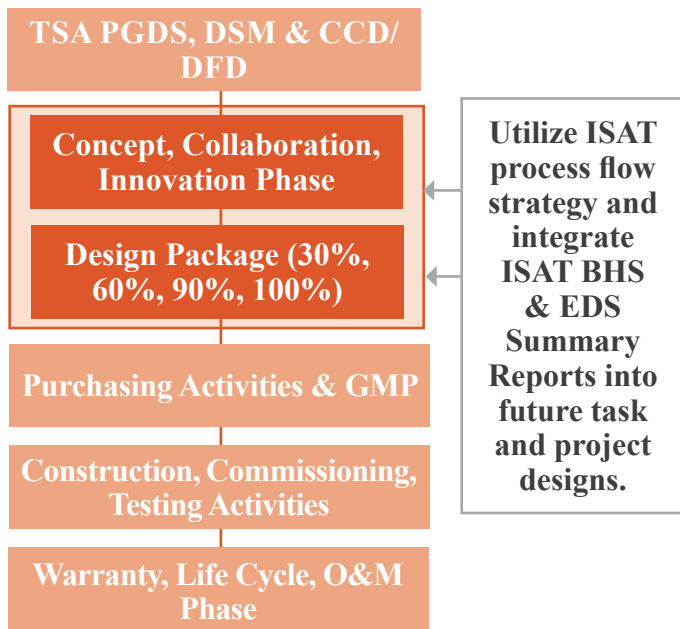 TSA PGDS, DSM & CCD/
DFD
Concept, Collaboration,
Innovation Phase
Design Package (30%,
60%, 90%, 100%)
Purchasing Activities & GMP
Construction, Commissioning,
Testing Activities
Warranty, Life Cycle, O&M
Phase
Utilize ISAT
process flow
strategy and
integrate
ISAT BHS
& EDS
Summary
Reports into
future task
and project
designs.